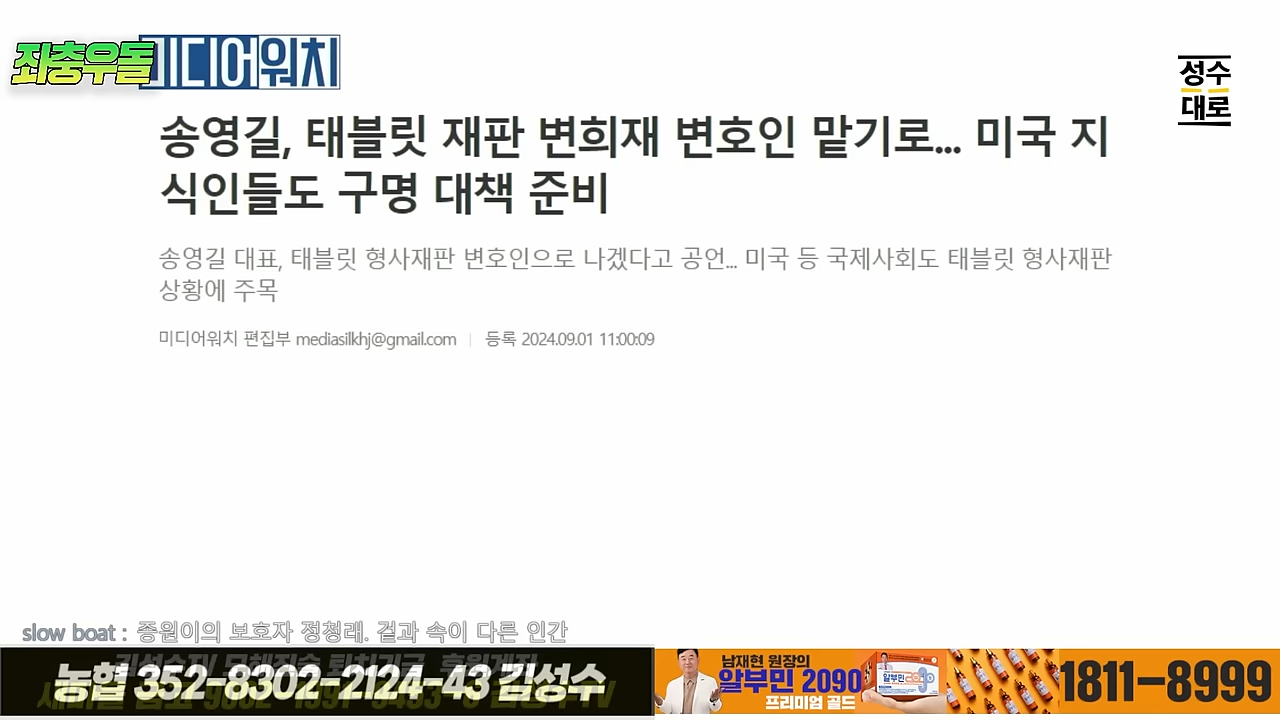 좌충우돌
미디어워치
성수
대로
송영길, 태블릿 재판 변희재 변호인 맡기로... 미국 지
식인들도 구명 대책 준비
송영길 대표, 태블릿 형사재판 변호인으로 나겠다고 공언... 미국 등 국제사회도 태블릿 형사재판
상황에 주목
미디어워치 편집부 mediasilkhj@gmail.com | 등록 2024.09.01 11:00:09
slow boat : 종원이의 보호자 정청래. 겉과 속이 다른 인간
농협 352-8302-2124-43 김성수
남재현 원장의
알부민 2090
프리미엄 골드
1811-8999